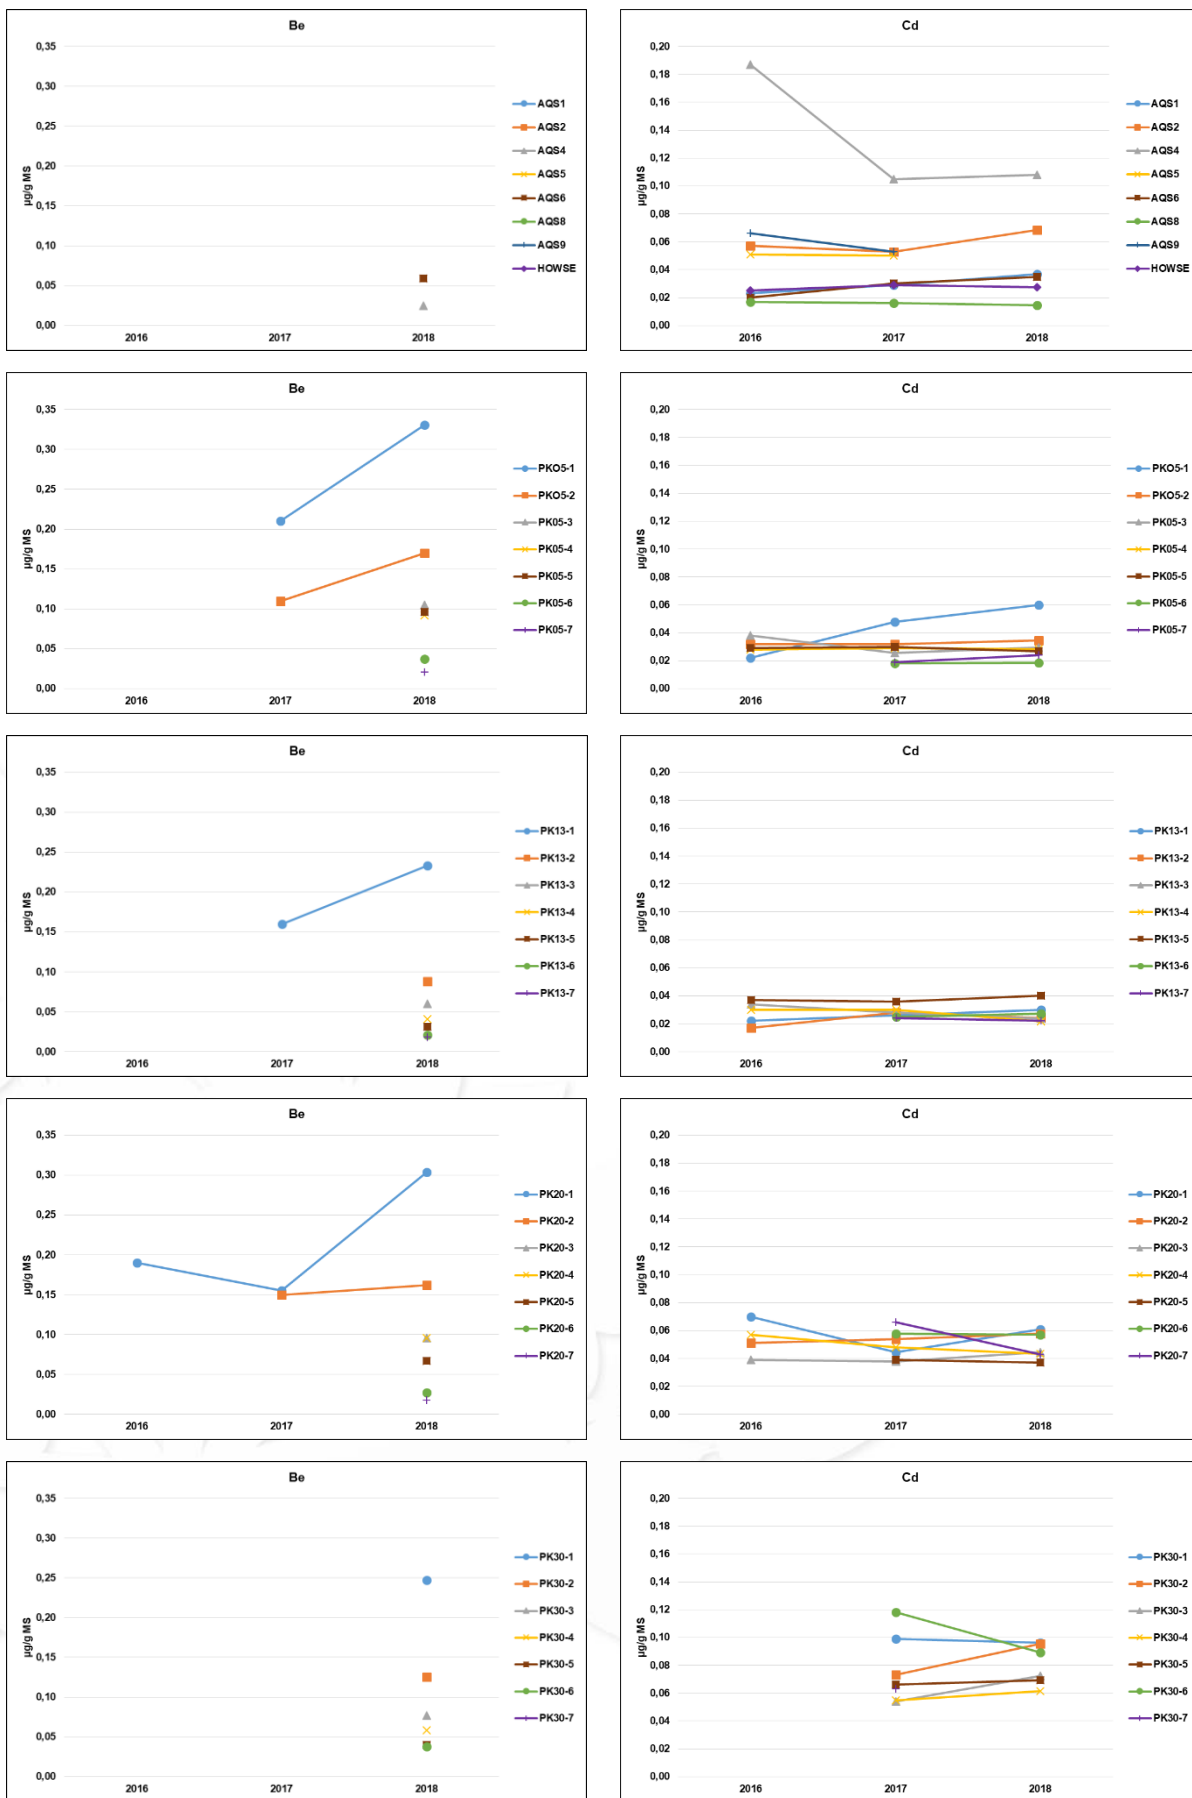 Be
0,35
0,30
0,25
0,20
0,15
0,10
0,05
0,00
µg/g MS
2016 2017 2018
AQS1
AQS2
AQS4
AQS5
AQS6
AQS8
AQS9
HOWSE
Cd
0,20
0,18
0,16
0,14
0,12
0,10
0,08
0,06
0,04
0,02
0,00
µg/g MS
2016 2017 2018
AQS1
AQS2
AQS4
AQS5
AQS6
AQS8
AQS9
HOWSE
Be
0,35
0,30
0,25
0,20
0,15
0,10
0,05
0,00
µg/g MS
2016 2017 2018
PKO5-1
PKO5-2
PK05-3
PK05-4
PK05-5
PK05-6
PK05-7
Cd
0,20
0,18
0,16
0,14
0,12
0,10
0,08
0,06
0,04
0,02
0,00
µg/g MS
2016 2017 2018
PKO5-1
PKO5-2
PK05-3
PK05-4
PK05-5
PK05-6
PK05-7
Be
0,35
0,30
0,25
0,20
0,15
0,10
0,05
0,00
µg/g MS
2016 2017 2018
PK13-1
PK13-2
PK13-3
PK13-4
PK13-5
PK13-6
PK13-7
Cd
0,20
0,18
0,16
0,14
0,12
0,10
0,08
0,06
0,04
0,02
0,00
µg/g MS
2016 2017 2018
PK13-1
PK13-2
PK13-3
PK13-4
PK13-5
PK13-6
PK13-7
Be
0,35
0,30
0,25
0,20
0,15
0,10
0,05
0,00
µg/g MS
2016 2017 2018
PK20-1
PK20-2
PK20-3
PK20-4
PK20-5
PK20-6
PK20-7
Cd
0,20
0,18
0,16
0,14
0,12
0,10
0,08
0,06
0,04
0,02
0,00
µg/g MS
2016 2017 2018
PK20-1
PK20-2
PK20-3
PK20-4
PK20-5
PK20-6
PK20-7
Be
0,35
0,30
0,25
0,20
0,15
0,10
0,05
0,00
µg/g MS
2016 2017 2018
PK30-1
PK30-2
PK30-3
PK30-4
PK30-5
PK30-6
PK30-7
Cd
0,20
0,18
0,16
0,14
0,12
0,10
0,08
0,06
0,04
0,02
0,00
µg/g MS
2016 2017 2018
PK30-1
PK30-2
PK30-3
PK30-4
PK30-5
PK30-6
PK30-7